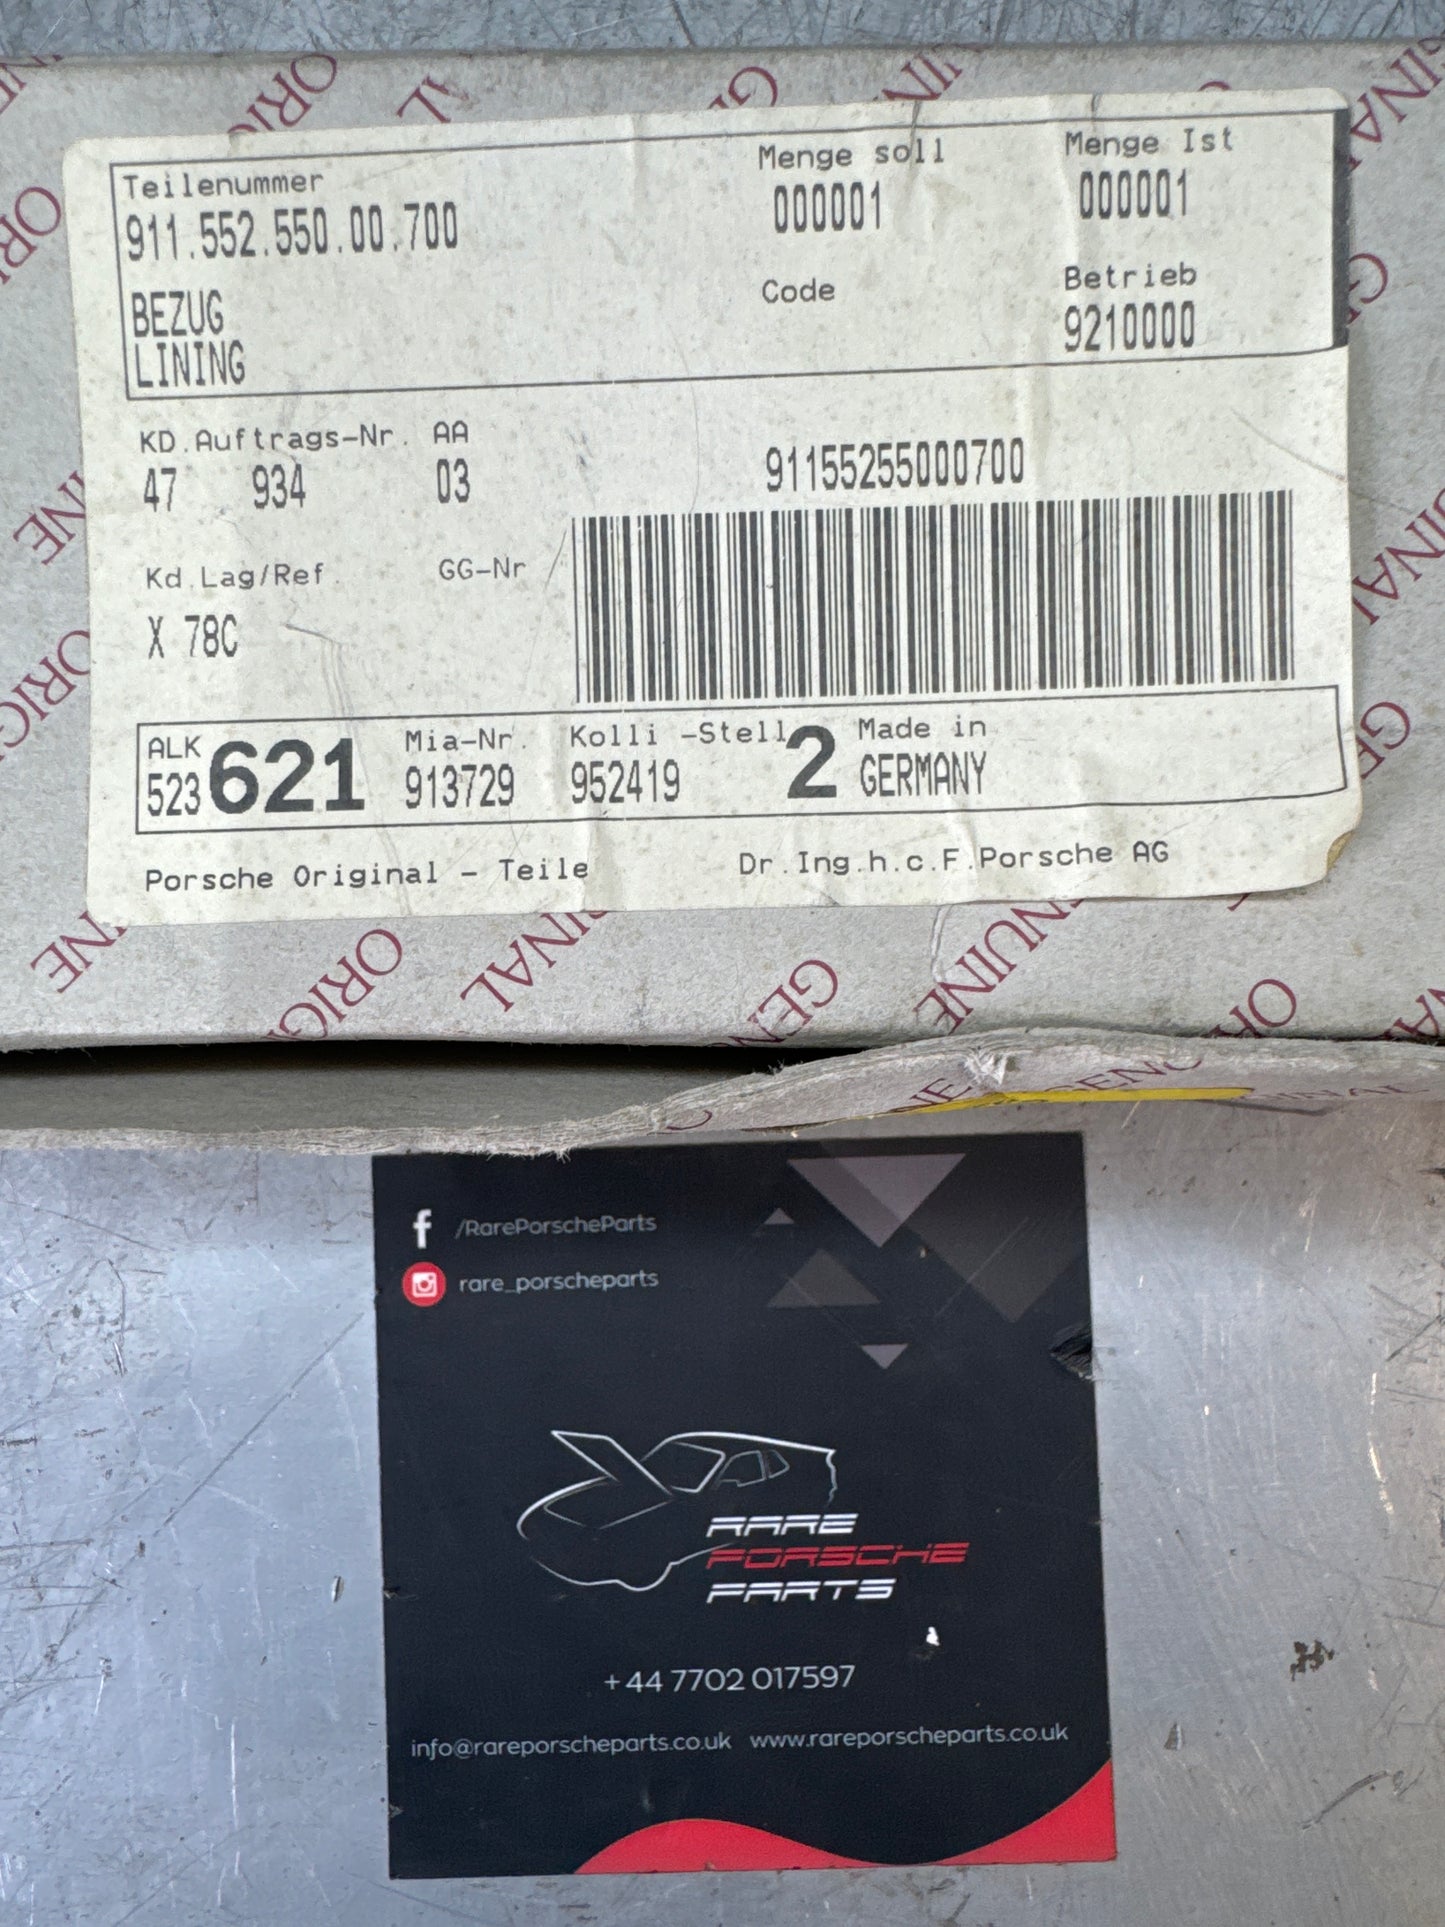 ORIGINAL GENUINE
Teilenummer
911.552.550.00.700
BEZUG
LINING
Menge soll
000001
Menge Ist
000001
Code
Betrieb
9210000
KD.Auftrags-Nr. AA
47 934 03
91155255000700
Kd.Lag/Ref. GG-Nr
X 78C
ALK
523 621
Mia-Nr.
913729
Kolli -Stell
952419
2
Made in
GERMANY
Porsche Original - Teile
Dr.Ing.h.c.F.Porsche AG
/RarePorscheParts
rare_porscheparts
RARE
PORSCHE
PARTS
+44 7702 017597
info@rareporscheparts.co.uk www.rareporscheparts.co.uk